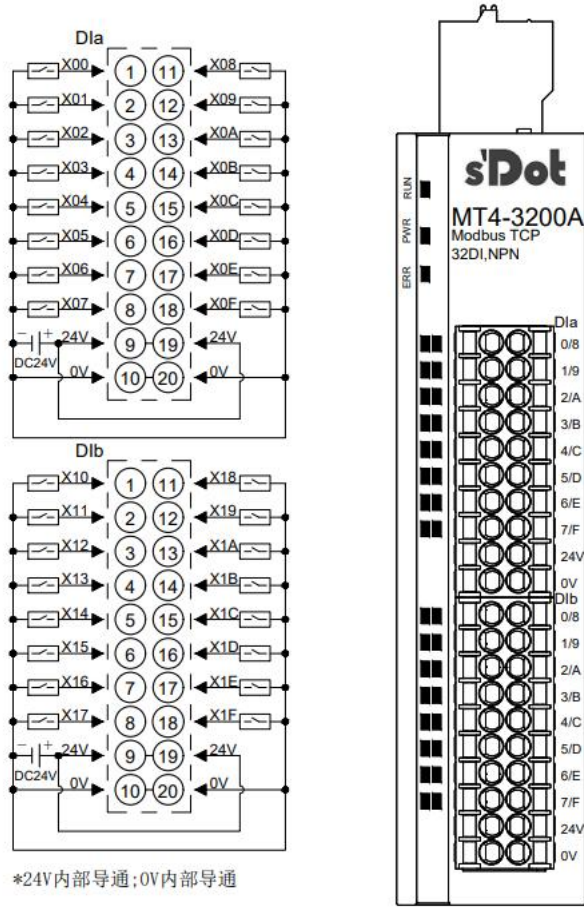 DIa
X00 1 11 X08
X01 2 12 X09
X02 3 13 X0A
X03 4 14 X0B
X04 5 15 X0C
X05 6 16 X0D
X06 7 17 X0E
X07 8 18 X0F
− + 24V 9 19 24V
DC24V
0V 10 20 0V
DIb
X10 1 11 X18
X11 2 12 X19
X12 3 13 X1A
X13 4 14 X1B
X14 5 15 X1C
X15 6 16 X1D
X16 7 17 X1E
X17 8 18 X1F
− + 24V 9 19 24V
DC24V
0V 10 20 0V
*24V内部导通;0V内部导通
s'Dot
RUN
PWR
ERR
MT4-3200A
Modbus TCP
32DI,NPN
DIa
0/8
1/9
2/A
3/B
4/C
5/D
6/E
7/F
24V
0V
DIb
0/8
1/9
2/A
3/B
4/C
5/D
6/E
7/F
24V
0V